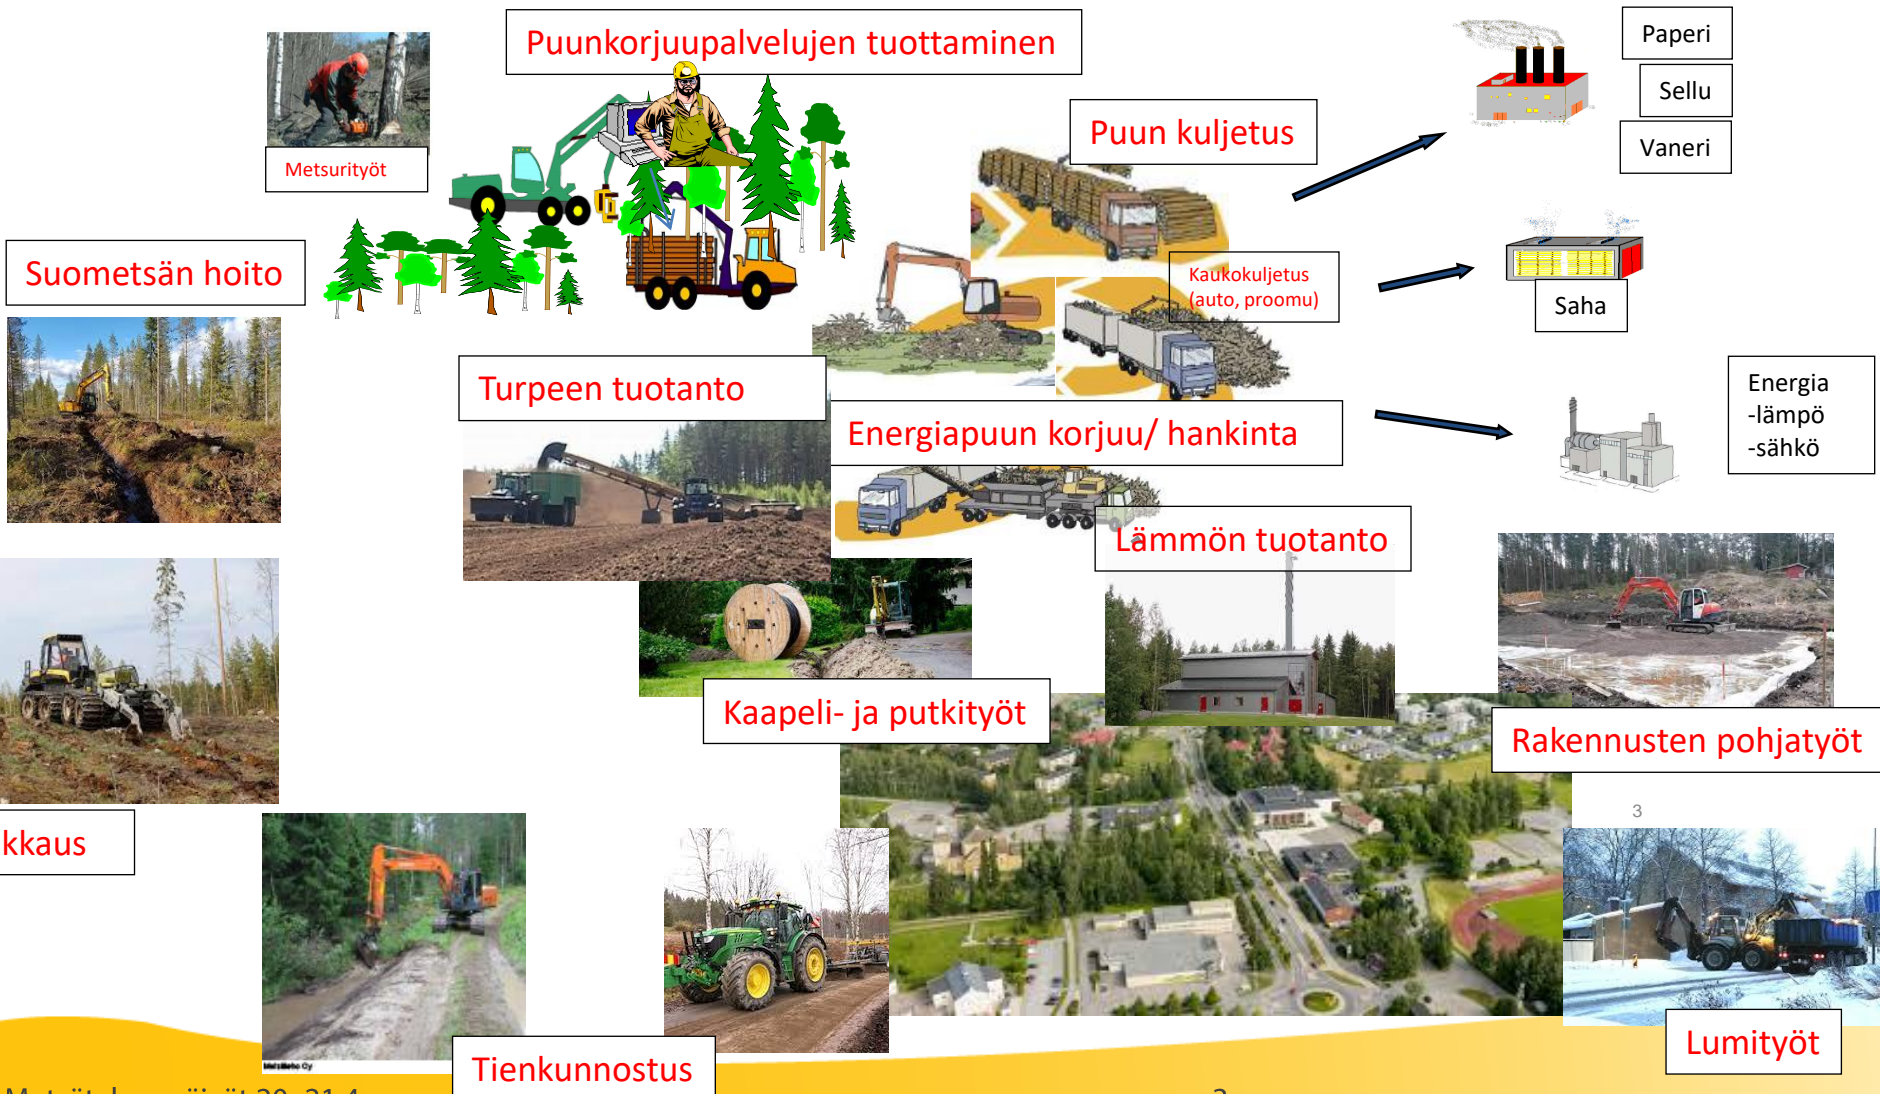 Puunkorjuupalvelujen tuottaminen
Paperi
Sellu
Vaneri
Puun kuljetus
Metsurityöt
Suometsän hoito
Kaukokuljetus
(auto, proomu)
Saha
Turpeen tuotanto
Energiapuun korjuu/ hankinta
Energia
-lämpö
-sähkö
Lämmön tuotanto
Kaapeli- ja putkityöt
Rakennusten pohjatyöt
3
kkaus
Lumityöt
Tienkunnostus